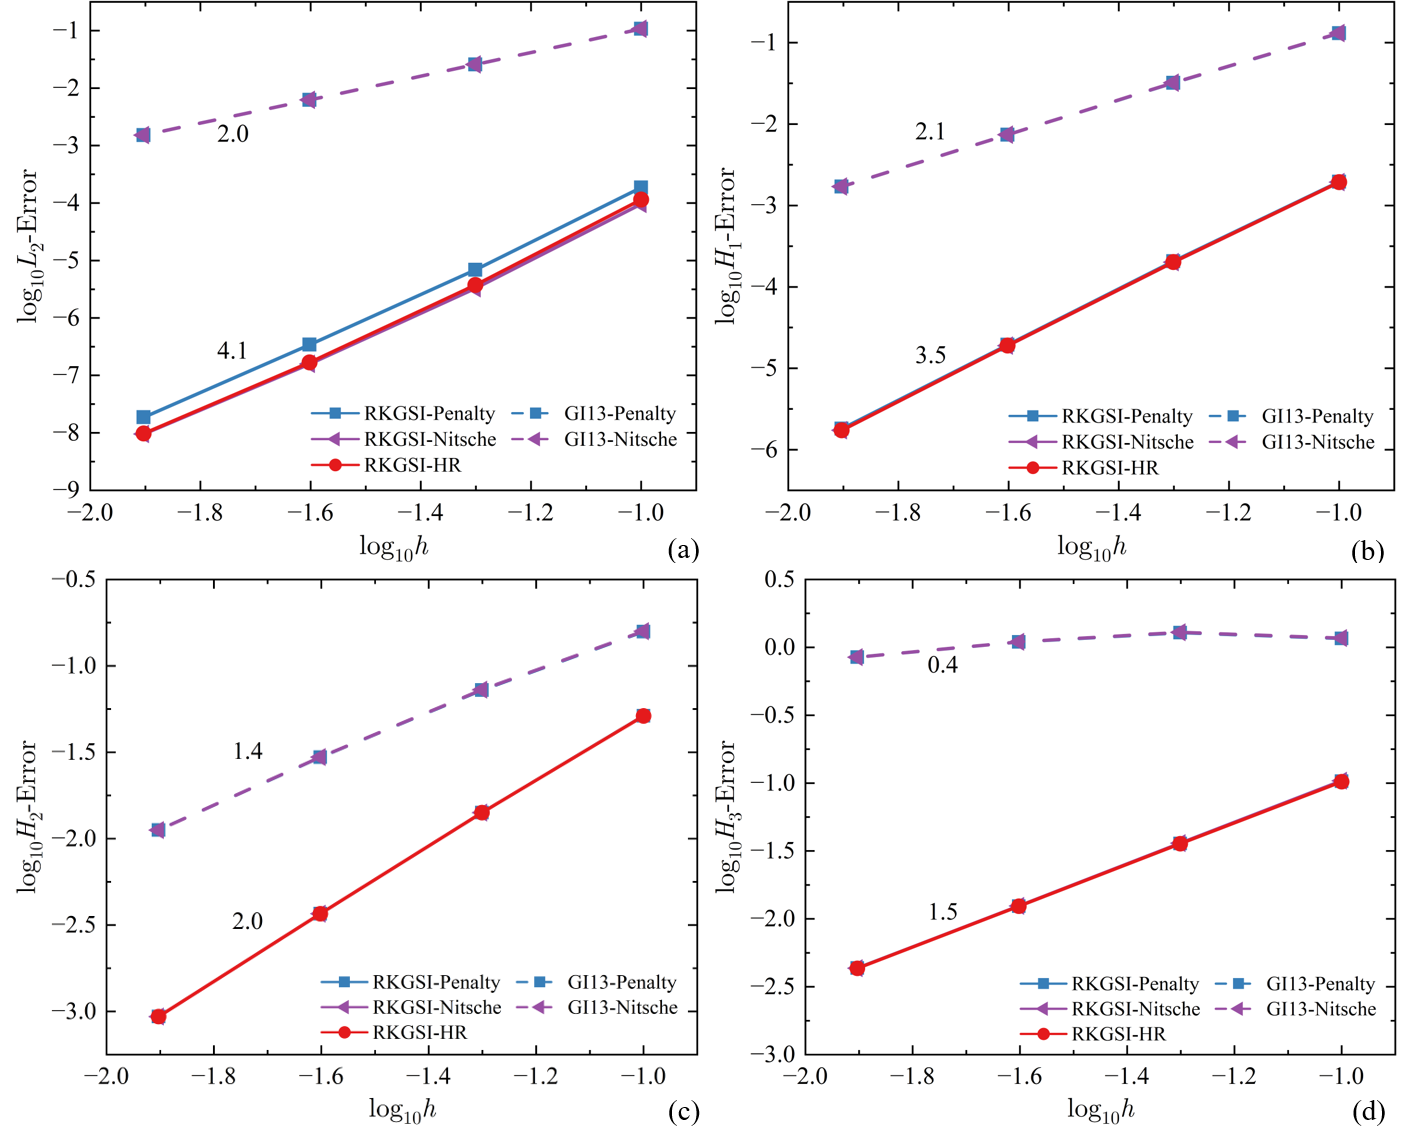 −1
−2
−3
−4
−5
−6
−7
−8
−9
log₁₀L₂-Error
2.0
4.1
RKGSI-Penalty GI13-Penalty
RKGSI-Nitsche GI13-Nitsche
RKGSI-HR
−2.0 −1.8 −1.6 −1.4 −1.2 −1.0
log₁₀h
(a)
−1
−2
−3
−4
−5
−6
log₁₀H₁-Error
2.1
3.5
RKGSI-Penalty GI13-Penalty
RKGSI-Nitsche GI13-Nitsche
RKGSI-HR
−2.0 −1.8 −1.6 −1.4 −1.2 −1.0
log₁₀h
(b)
−0.5
−1.0
−1.5
−2.0
−2.5
−3.0
log₁₀H₂-Error
1.4
2.0
RKGSI-Penalty GI13-Penalty
RKGSI-Nitsche GI13-Nitsche
RKGSI-HR
−2.0 −1.8 −1.6 −1.4 −1.2 −1.0
log₁₀h
(c)
0.5
0.0
−0.5
−1.0
−1.5
−2.0
−2.5
−3.0
log₁₀H₃-Error
0.4
1.5
RKGSI-Penalty GI13-Penalty
RKGSI-Nitsche GI13-Nitsche
RKGSI-HR
−2.0 −1.8 −1.6 −1.4 −1.2 −1.0
log₁₀h
(d)